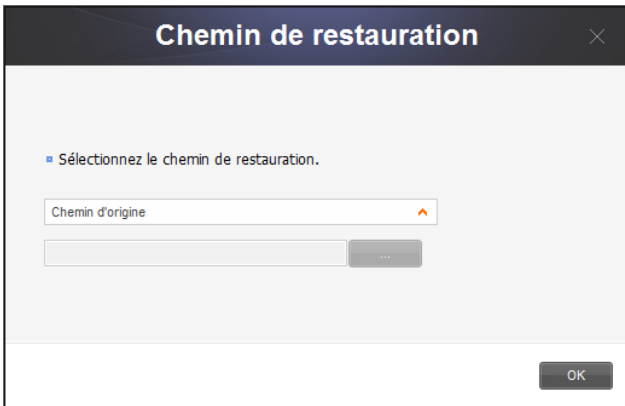 Chemin de restauration
Sélectionnez le chemin de restauration.
Chemin d'origine
...
OK